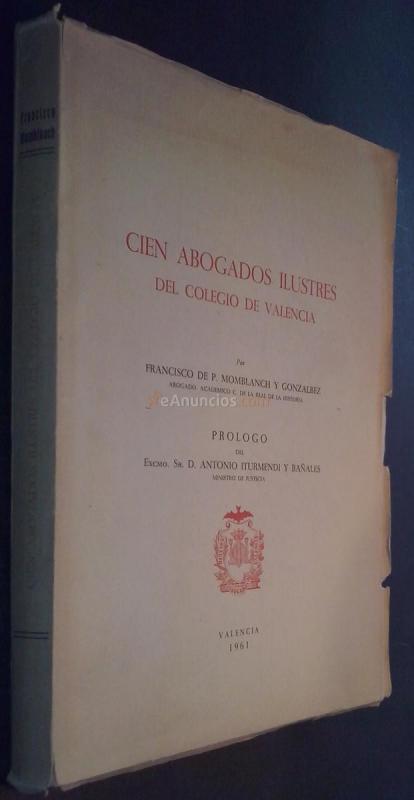 Francisco
Momblanch
CIEN ABOGADOS ILUSTRES
DEL COLEGIO DE VALENCIA
Por
FRANCISCO DE P. MOMBLANCH Y GONZALBEZ
ABOGADO. ACADEMICO C. DE LA REAL DE LA HISTORIA
eAnuncios.com
PROLOGO
DEL
EXCMO. SR. D. ANTONIO ITURMENDI Y BAÑALES
MINISTRO DE JUSTICIA
VALENCIA
1961